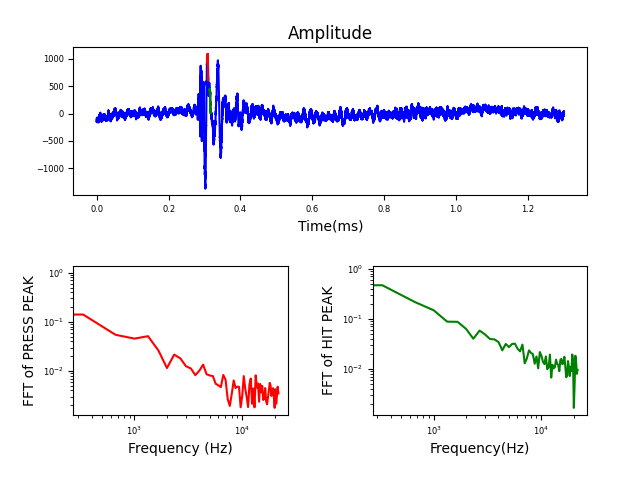 Amplitude
1000
500
0
−500
−1000
0.0 0.2 0.4 0.6 0.8 1.0 1.2
Time(ms)
FFT of PRESS PEAK
10⁰
10⁻¹
10⁻²
10³ 10⁴
Frequency (Hz)
FFT of HIT PEAK
10⁰
10⁻¹
10⁻²
10³ 10⁴
Frequency(Hz)